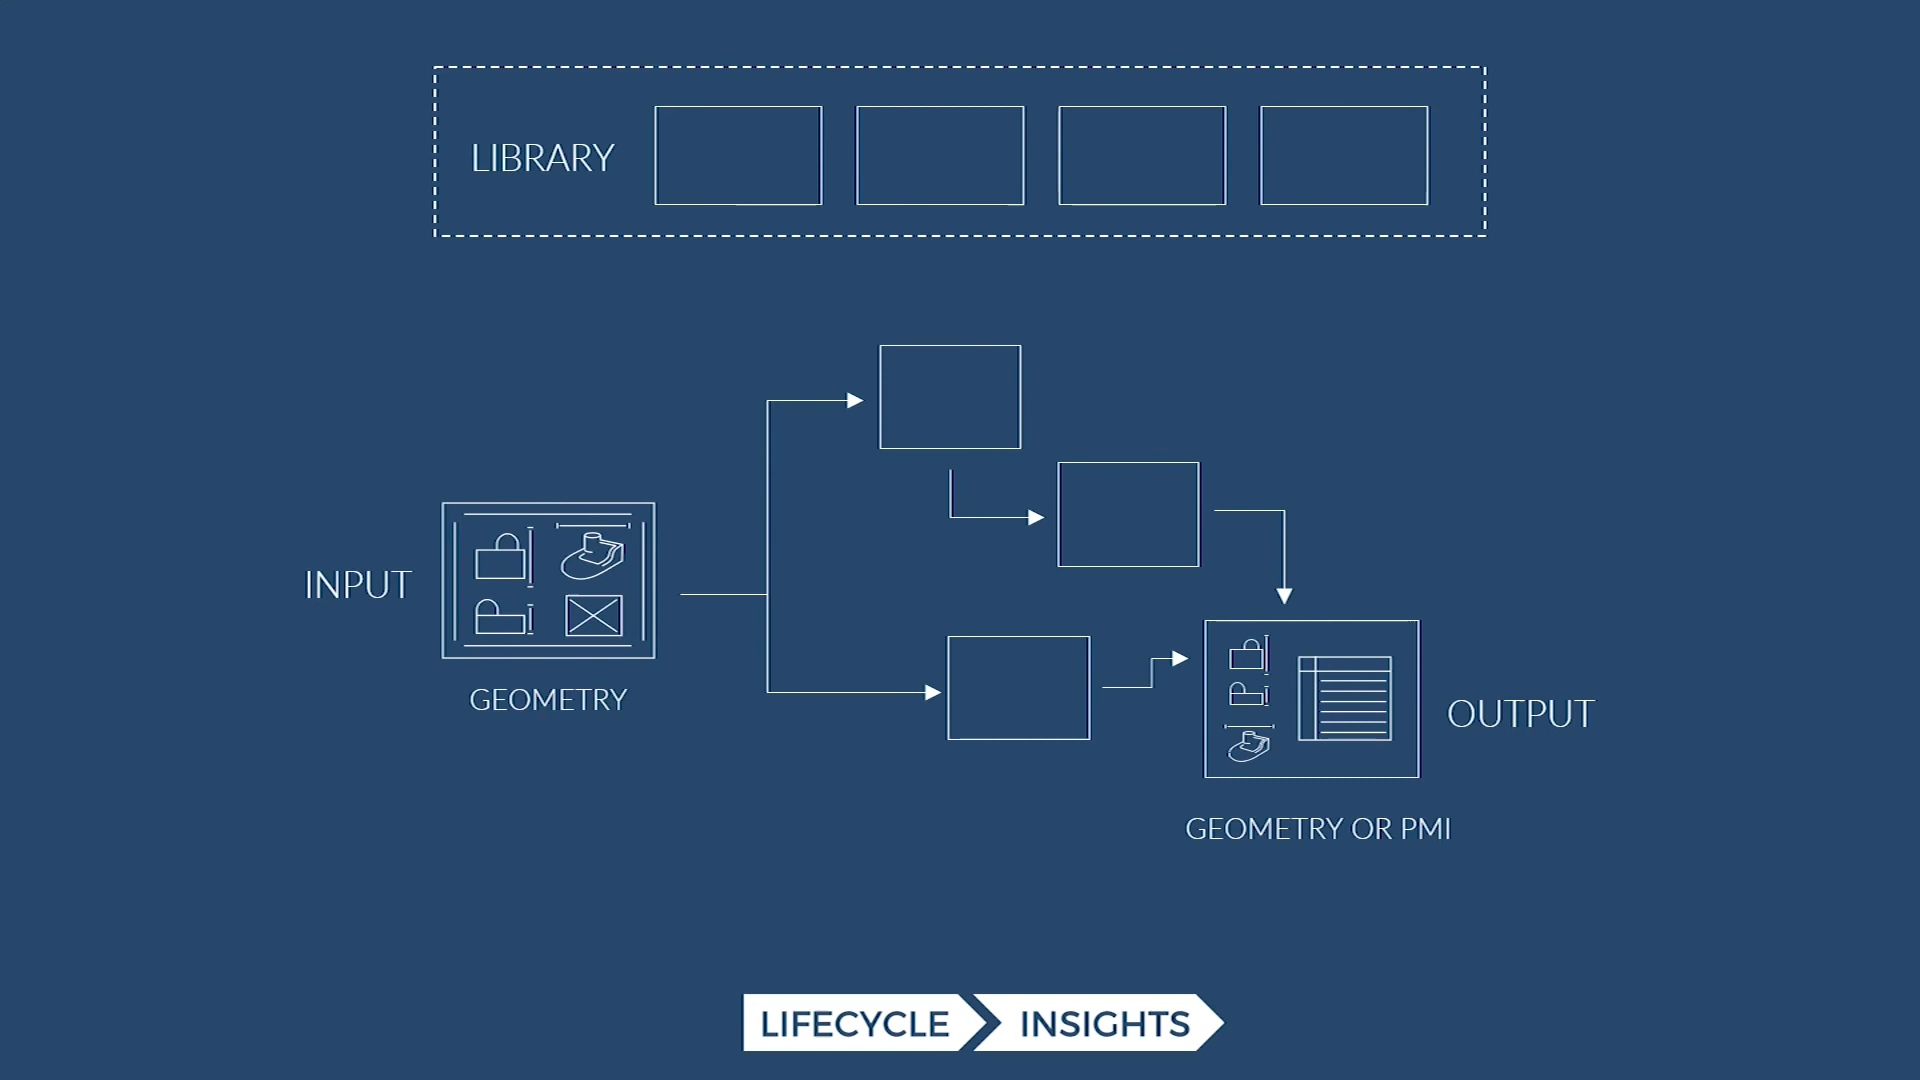 LIBRARY
INPUT
GEOMETRY
OUTPUT
GEOMETRY OR PMI
LIFECYCLE INSIGHTS